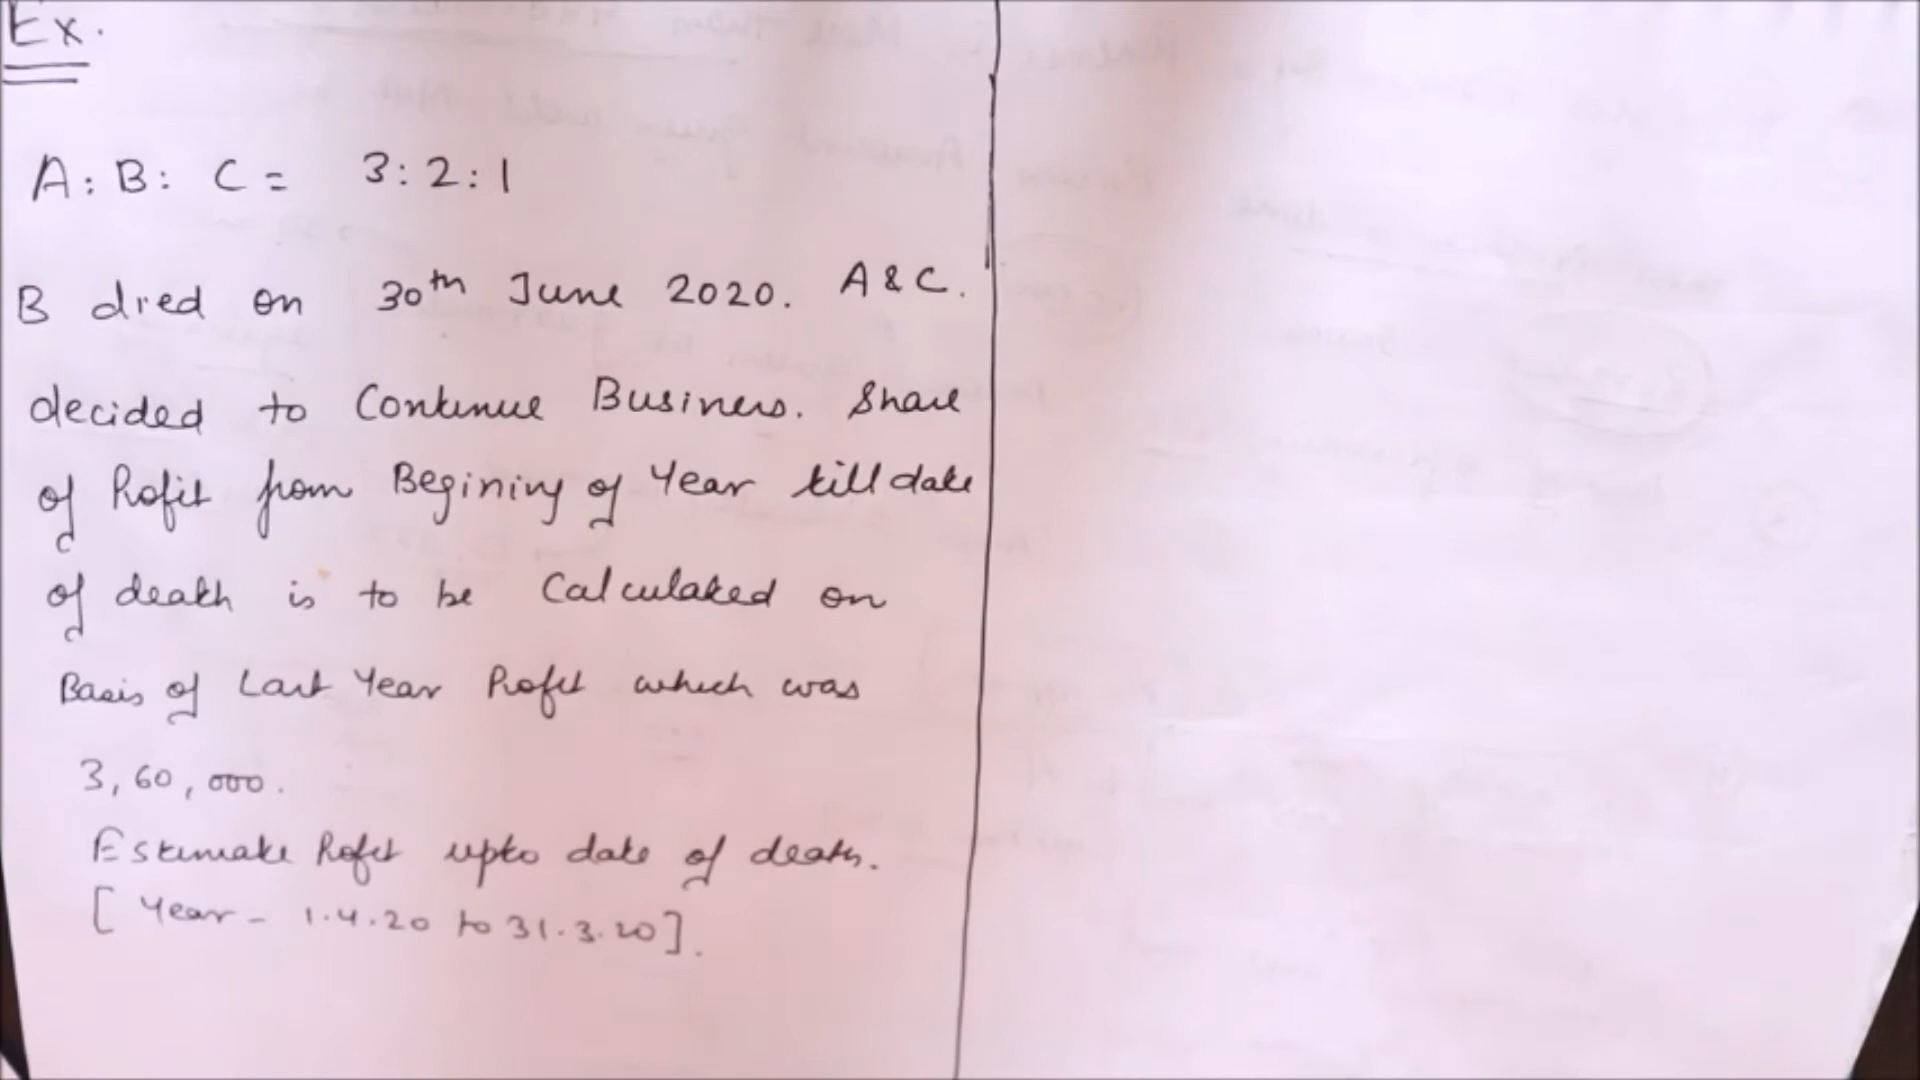 Ex.
A : B : C = 3 : 2 : 1
B died on 30th June 2020. A & C.
decided to Continue Business. Share
of Profit from Begining of Year till date
of death is to be Calculated on
Basis of Last Year Profit which was
3,60,000.
Estimate Profit upto date of death.
[ Year - 1.4.20 to 31.3.20].